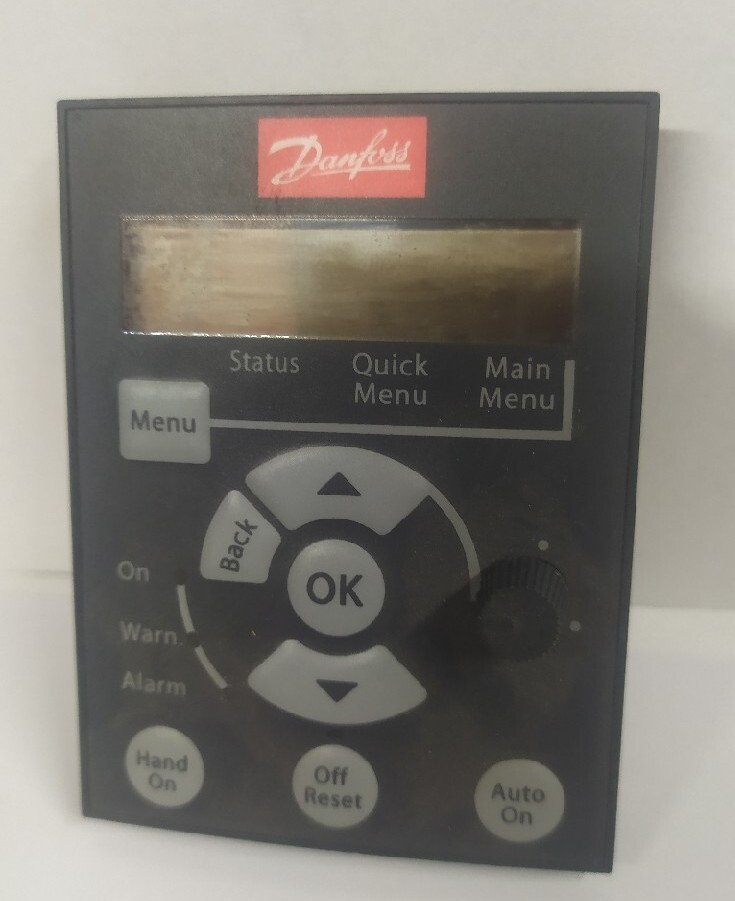 Danfoss
Status Quick Main
Menu Menu
Menu
Back
OK
On
Warn.
Alarm
Hand Off Auto
On Reset On